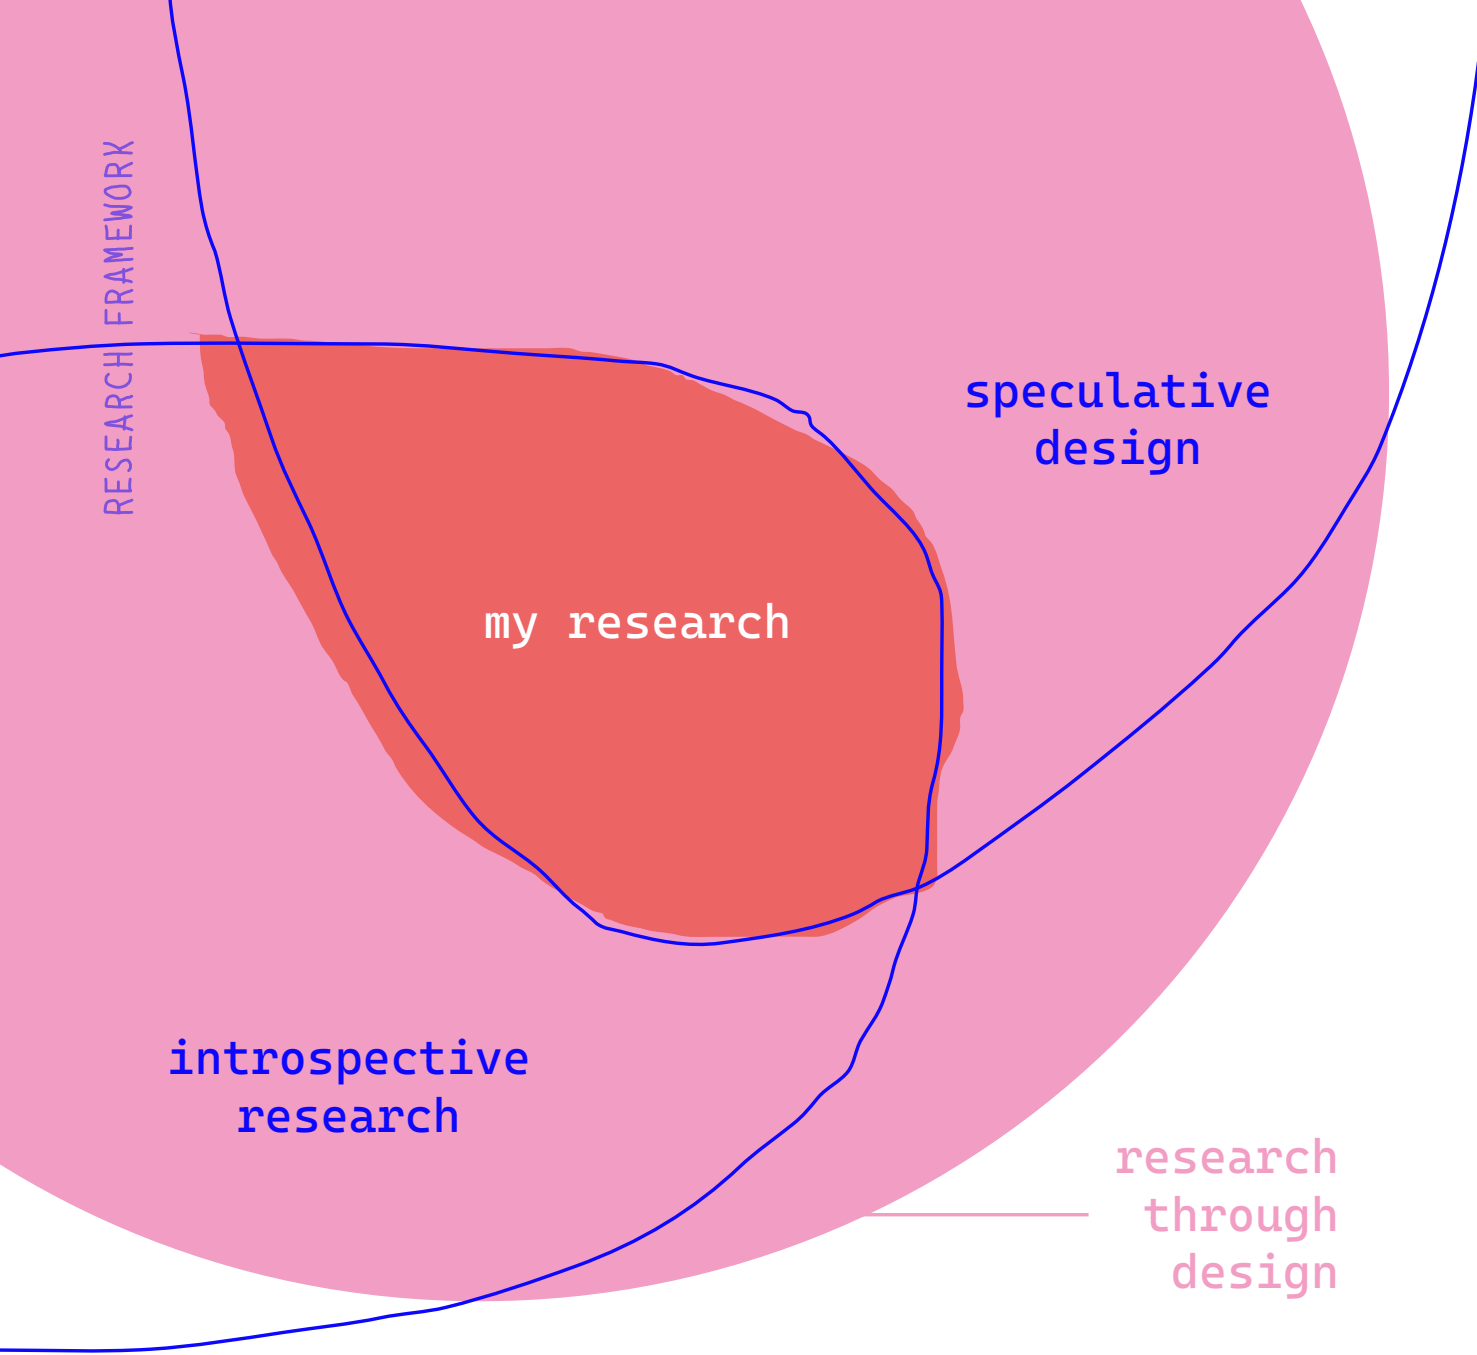 RESEARCH FRAMEWORK
speculative
design
my research
introspective
research
research
through
design